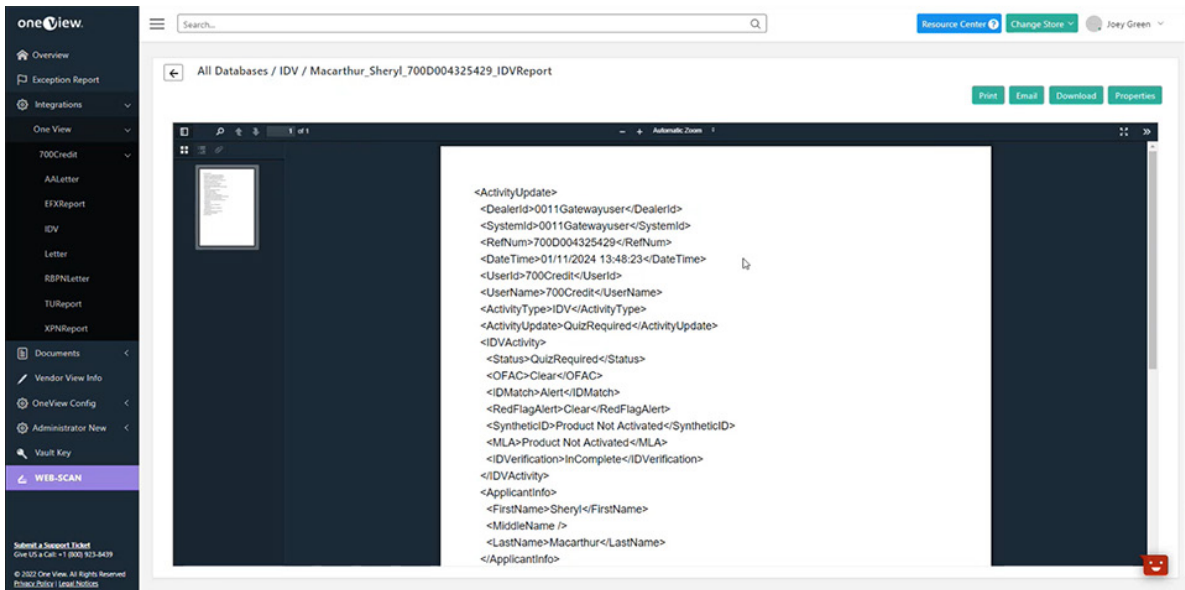 oneView.
Search...
Resource Center ?
Change Store
Joey Green
Overview
Exception Report
Integrations
One View
700Credit
AALetter
EFXReport
IDV
Letter
RBPNLetter
TUReport
XPNReport
Documents
Vendor View Info
OneView Config
Administrator New
Vault Key
WEB-SCAN
Submit a Support Ticket
Give US a Call: +1 (800) 923-8439
© 2022 One View. All Rights Reserved
Privacy Policy | Legal Notices
All Databases / IDV / Macarthur_Sheryl_700D004325429_IDVReport
Print
Email
Download
Properties
1 of 1
Automatic Zoom
<ActivityUpdate>
<DealerId>0011Gatewayuser</DealerId>
<SystemId>0011Gatewayuser</SystemId>
<RefNum>700D004325429</RefNum>
<DateTime>01/11/2024 13:48:23</DateTime>
<UserId>700Credit</UserId>
<UserName>700Credit</UserName>
<ActivityType>IDV</ActivityType>
<ActivityUpdate>QuizRequired</ActivityUpdate>
<IDVActivity>
<Status>QuizRequired</Status>
<OFAC>Clear</OFAC>
<IDMatch>Alert</IDMatch>
<RedFlagAlert>Clear</RedFlagAlert>
<SyntheticID>Product Not Activated</SyntheticID>
<MLA>Product Not Activated</MLA>
<IDVerification>InComplete</IDVerification>
</IDVActivity>
<ApplicantInfo>
<FirstName>Sheryl</FirstName>
<MiddleName />
<LastName>Macarthur</LastName>
</ApplicantInfo>